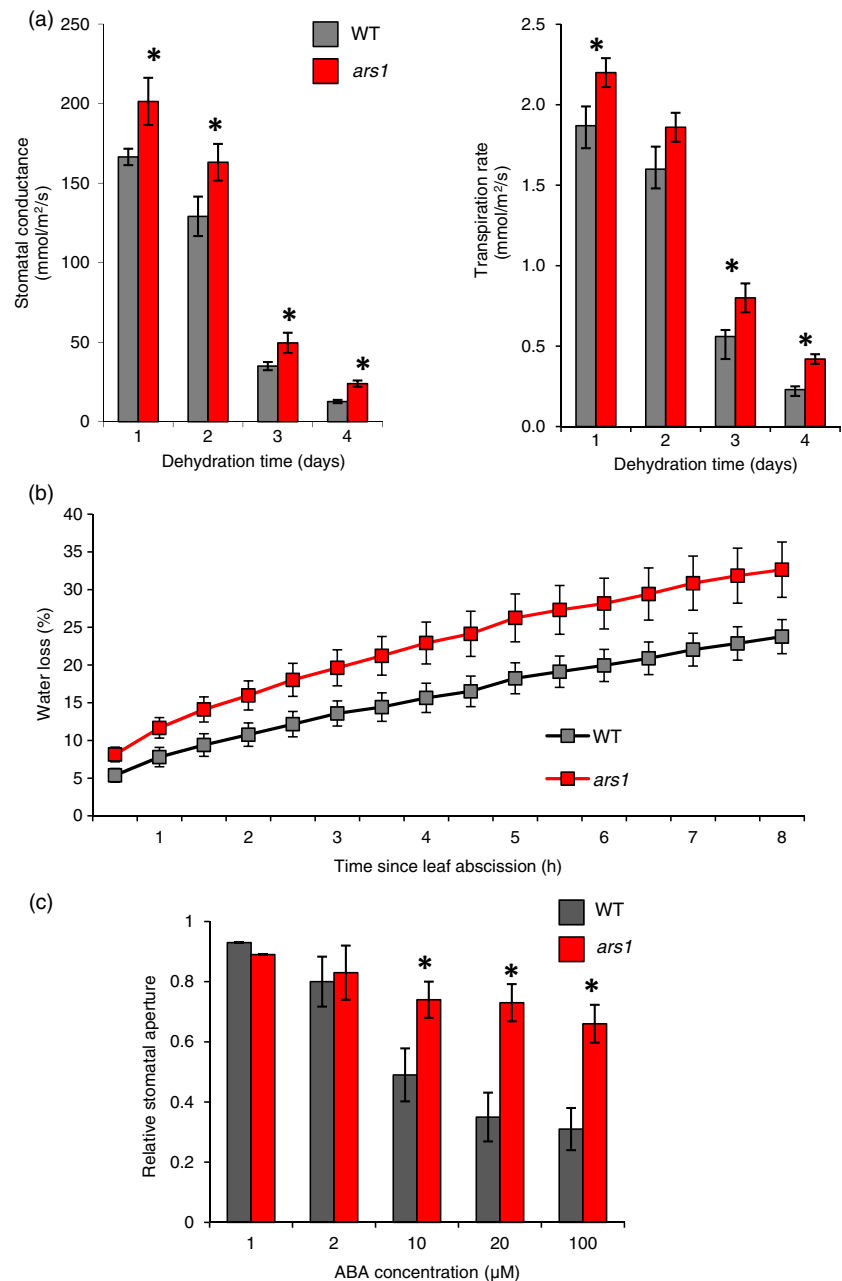 (a)
250
200
150
100
50
0
Stomatal conductance
(mmol/m²/s)
WT
ars1
*
*
*
*
1 2 3 4
Dehydration time (days)
2.5
2.0
1.5
1.0
0.5
0.0
Transpiration rate
(mmol/m²/s)
*
*
*
1 2 3 4
Dehydration time (days)
(b)
40
35
30
25
20
15
10
5
0
Water loss (%)
WT
ars1
1 2 3 4 5 6 7 8
Time since leaf abscission (h)
(c)
1
0.8
0.6
0.4
0.2
0
Relative stomatal aperture
WT
ars1
*
*
*
1 2 10 20 100
ABA concentration (µM)